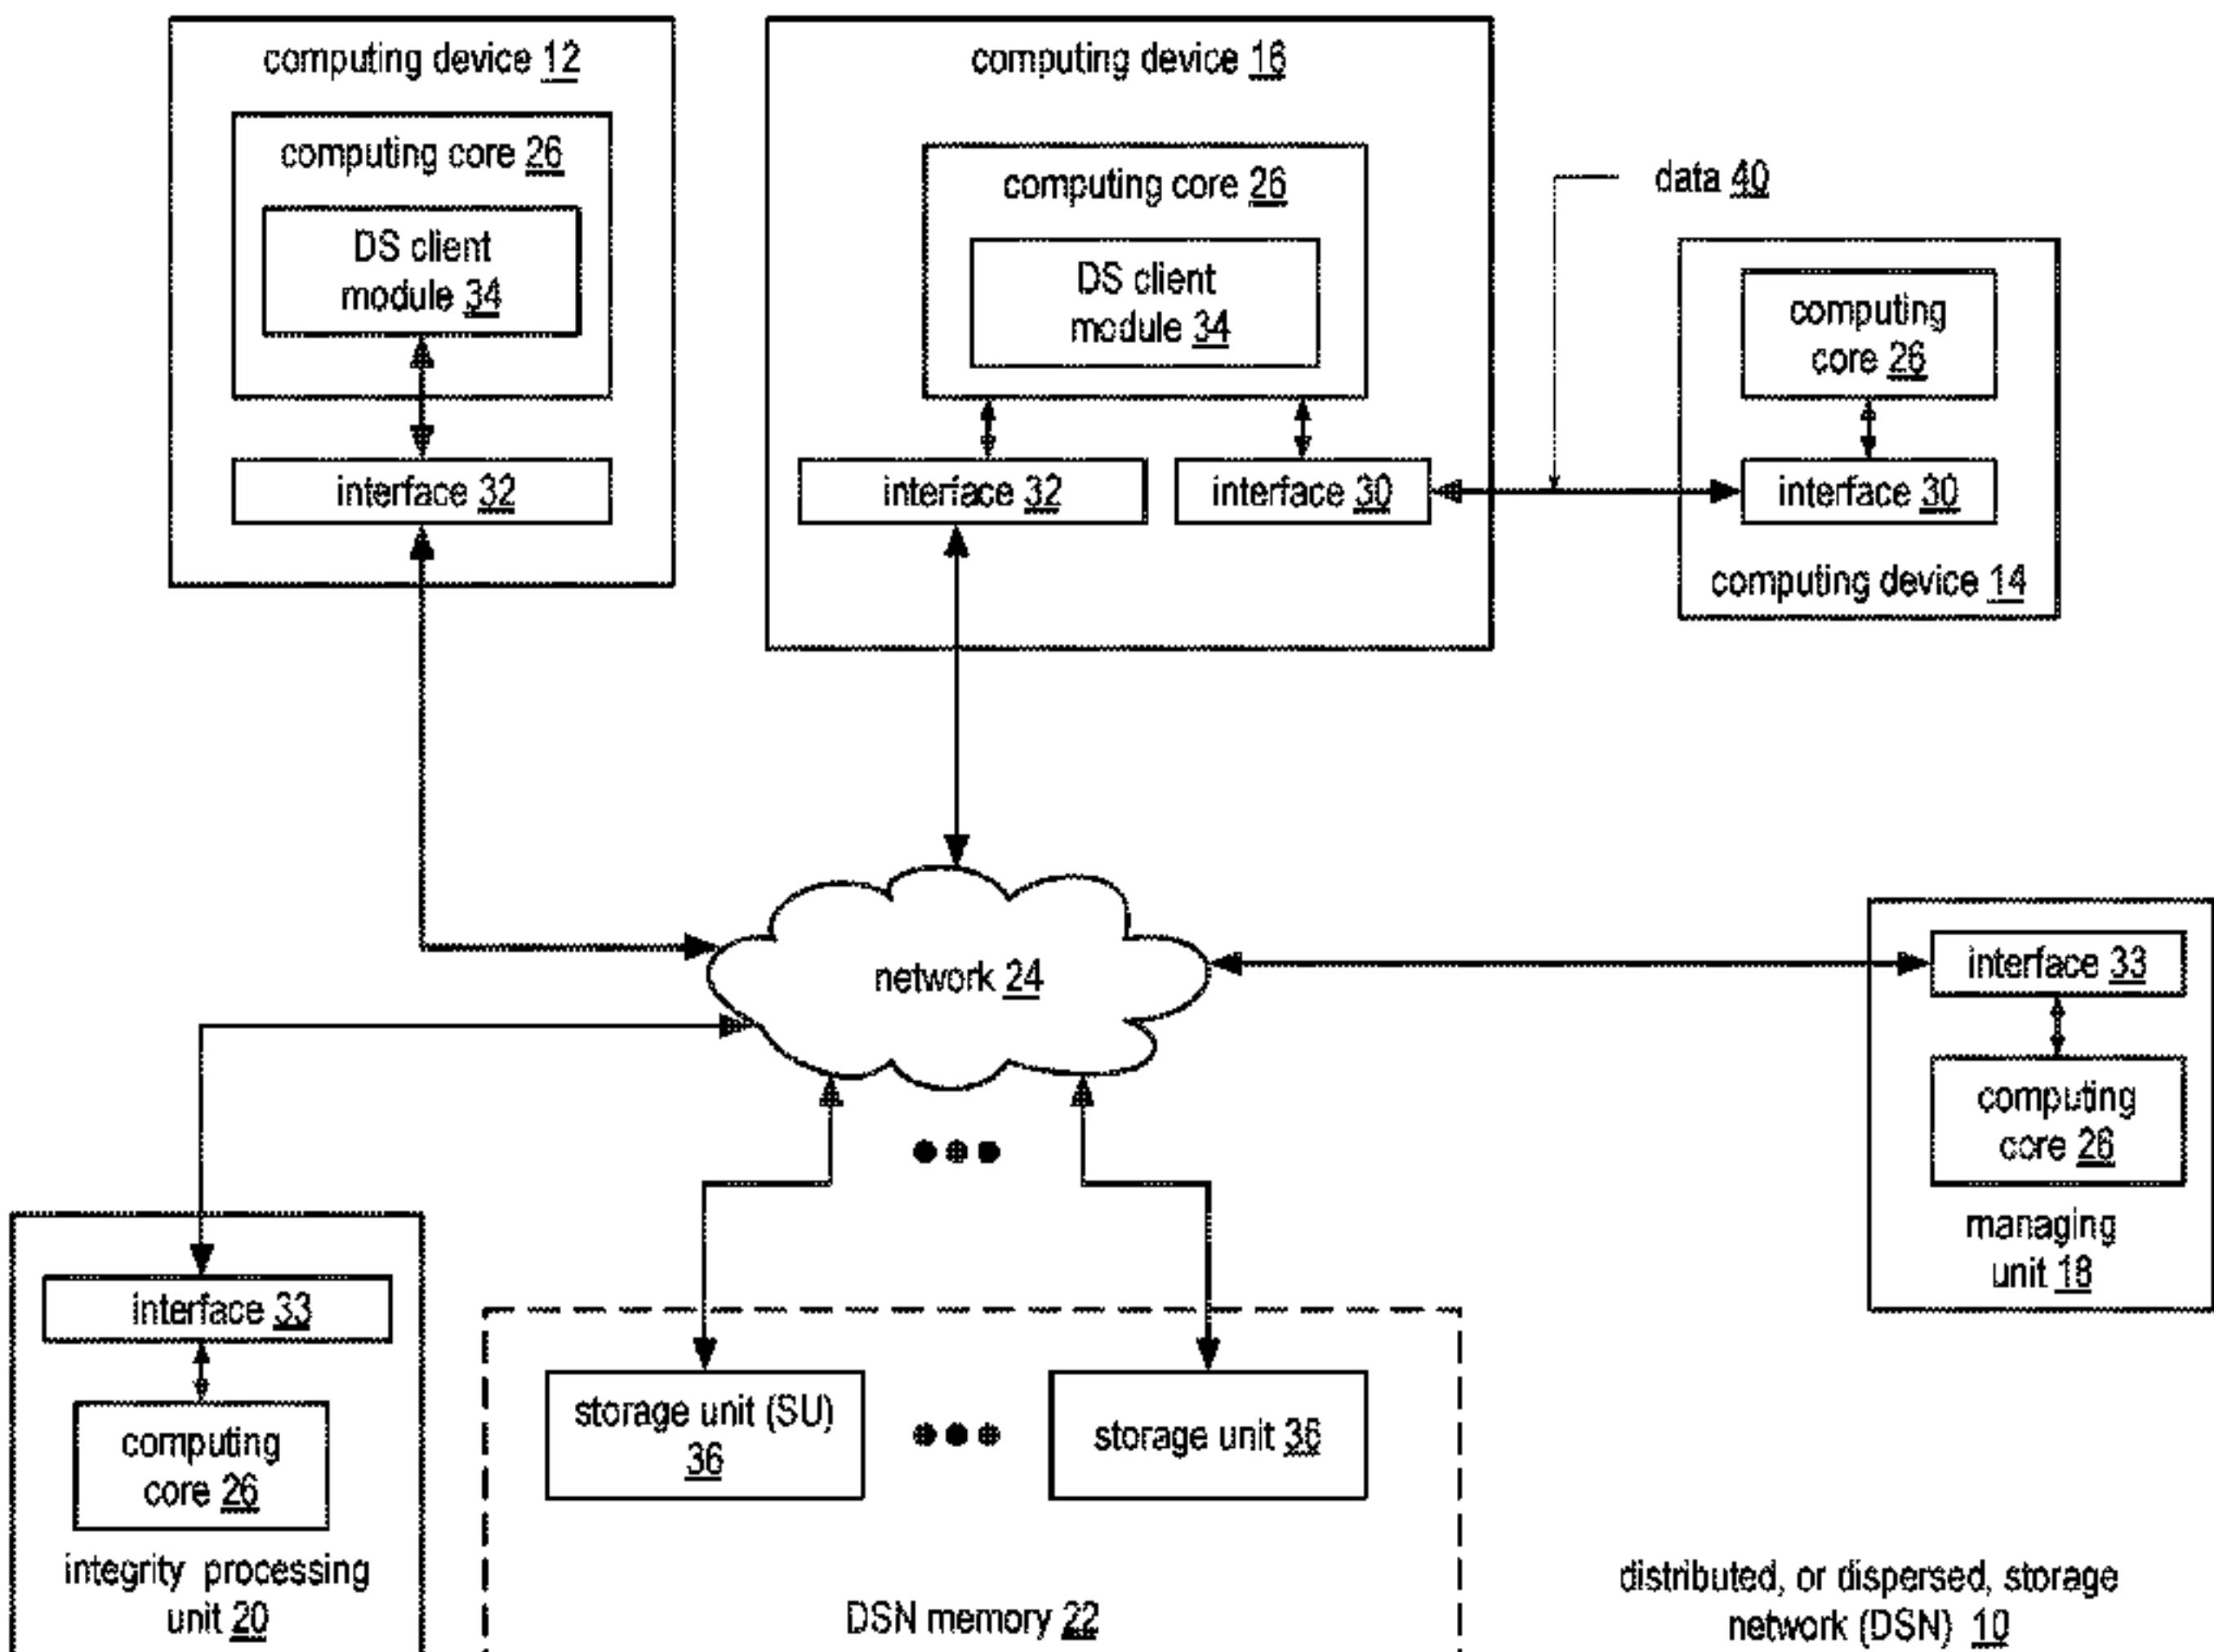 computing device 12
computing core 26
DS client
module 34
interface 32
computing device 16
computing core 26
DS client
module 34
interface 32
interface 30
data 40
computing
core 26
interface 30
computing device 14
network 24
interface 33
computing
core 26
managing
unit 18
interface 33
computing
core 26
integrity processing
unit 20
storage unit (SU)
36
storage unit 36
DSN memory 22
distributed, or dispersed, storage
network (DSN) 10